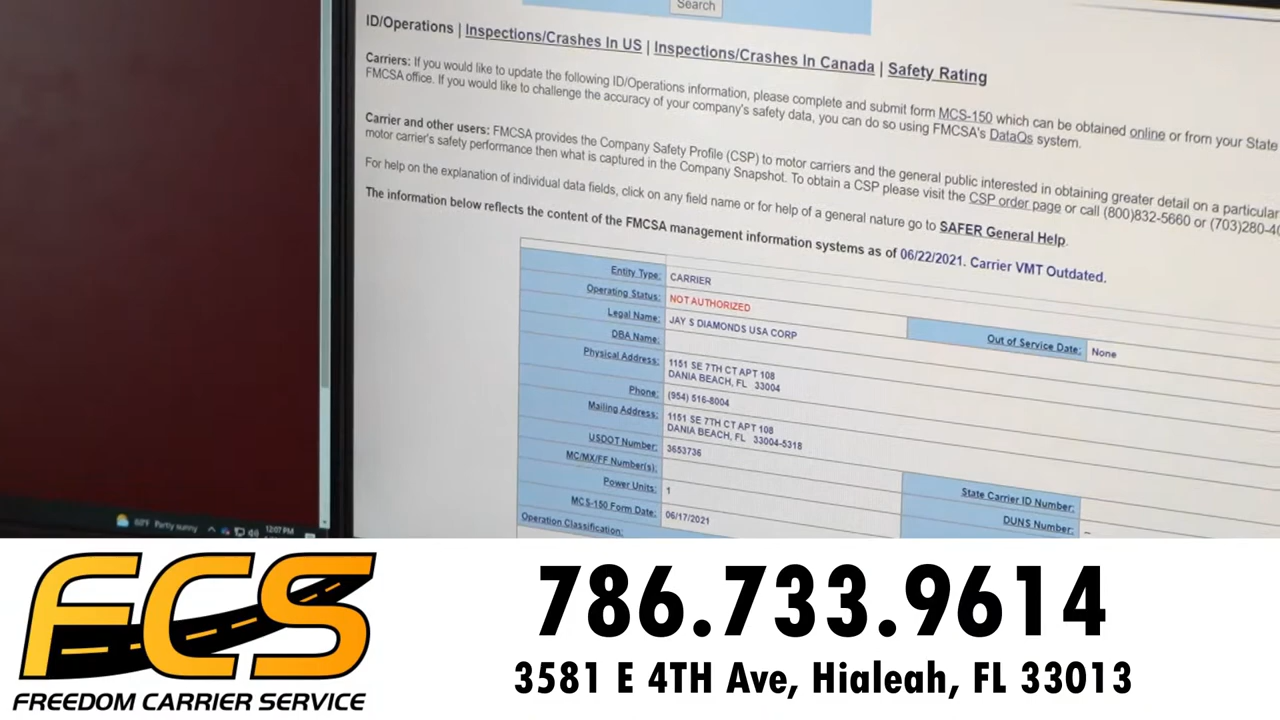 Search
ID/Operations | Inspections/Crashes In US | Inspections/Crashes In Canada | Safety Rating
Carriers: If you would like to update the following ID/Operations information, please complete and submit form MCS-150 which can be obtained online or from your State
FMCSA office. If you would like to challenge the accuracy of your company's safety data, you can do so using FMCSA's DataQs system.
Carrier and other users: FMCSA provides the Company Safety Profile (CSP) to motor carriers and the general public interested in obtaining greater detail on a particular
motor carrier's safety performance then what is captured in the Company Snapshot. To obtain a CSP please visit the CSP order page or call (800)832-5660 or (703)280-40
For help on the explanation of individual data fields, click on any field name or for help of a general nature go to SAFER General Help.
The information below reflects the content of the FMCSA management information systems as of 06/22/2021. Carrier VMT Outdated.
Entity Type: CARRIER
Operating Status: NOT AUTHORIZED
Out of Service Date: None
Legal Name: JAY S DIAMONDS USA CORP
DBA Name:
Physical Address: 1151 SE 7TH CT APT 108
DANIA BEACH, FL 33004
Phone: (954) 516-8004
Mailing Address: 1151 SE 7TH CT APT 108
DANIA BEACH, FL 33004-5318
USDOT Number: 3653736
State Carrier ID Number:
MC/MX/FF Number(s):
DUNS Number: --
Power Units: 1
MCS-150 Form Date: 06/17/2021
Operation Classification:
60°F Partly sunny 12:07 PM
FCS
FREEDOM CARRIER SERVICE
786.733.9614
3581 E 4TH Ave, Hialeah, FL 33013